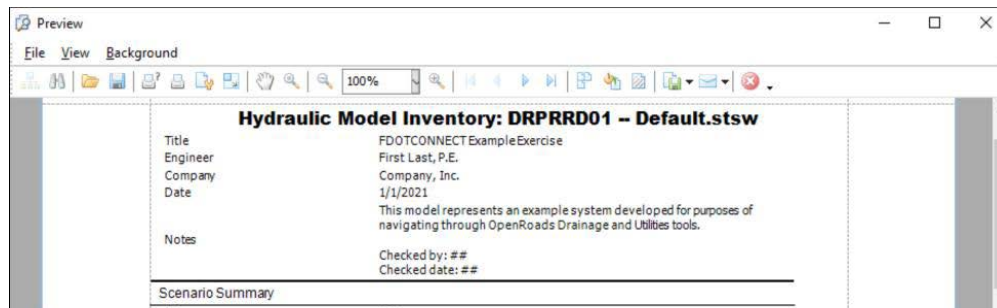 Preview
File View Background
100%
Hydraulic Model Inventory: DRPRRD01 -- Default.stsw
Title FDOTCONNECT Example Exercise
Engineer First Last, P.E.
Company Company, Inc.
Date 1/1/2021
This model represents an example system developed for purposes of
navigating through OpenRoads Drainage and Utilities tools.
Notes
Checked by: ##
Checked date: ##
Scenario Summary